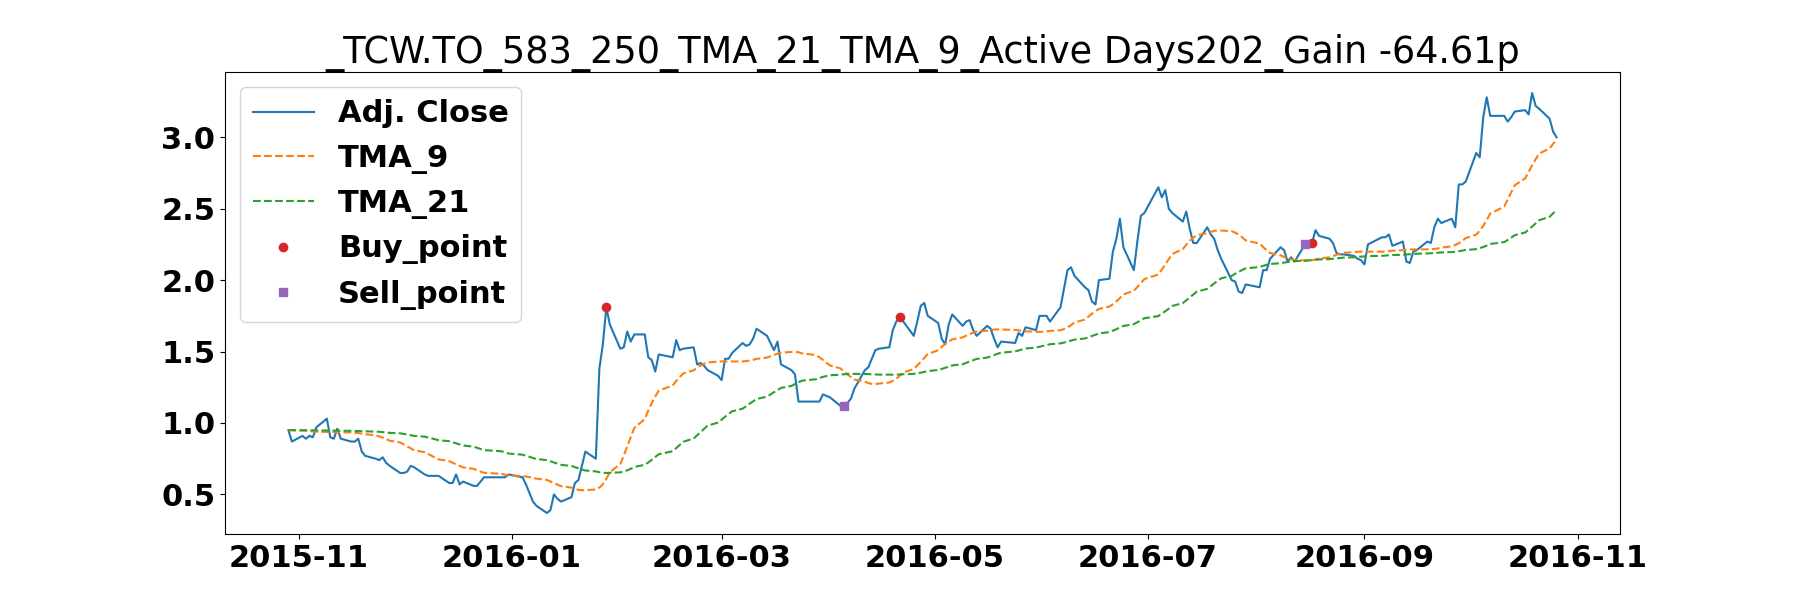 _TCW.TO_583_250_TMA_21_TMA_9_Active Days202_Gain -64.61p
Adj. Close
TMA_9
TMA_21
Buy_point
Sell_point
3.0
2.5
2.0
1.5
1.0
0.5
2015-11 2016-01 2016-03 2016-05 2016-07 2016-09 2016-11